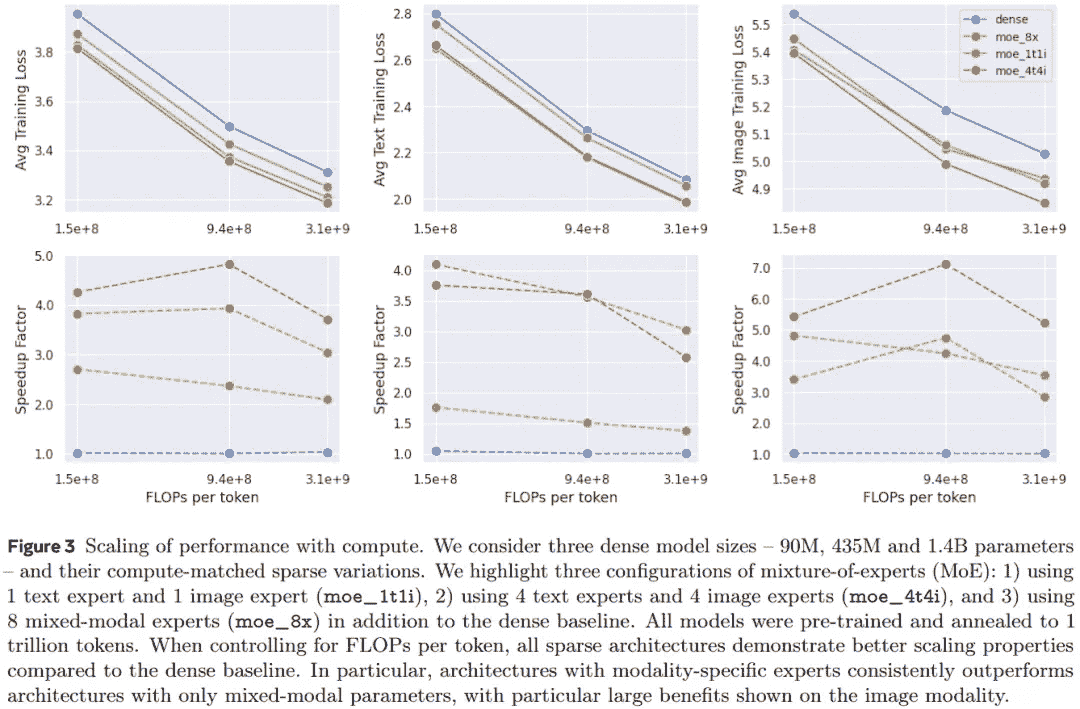 Avg Training Loss
3.8
3.6
3.4
3.2
1.5e+8 9.4e+8 3.1e+9
Avg Text Training Loss
2.8
2.6
2.4
2.2
2.0
1.5e+8 9.4e+8 3.1e+9
Avg Image Training Loss
5.5
5.4
5.3
5.2
5.1
5.0
4.9
1.5e+8 9.4e+8 3.1e+9
dense
moe_8x
moe_1t1i
moe_4t4i
Speedup Factor
5.0
4.0
3.0
2.0
1.0
1.5e+8 9.4e+8 3.1e+9
FLOPs per token
Speedup Factor
4.0
3.5
3.0
2.5
2.0
1.5
1.0
1.5e+8 9.4e+8 3.1e+9
FLOPs per token
Speedup Factor
7.0
6.0
5.0
4.0
3.0
2.0
1.0
1.5e+8 9.4e+8 3.1e+9
FLOPs per token
Figure 3 Scaling of performance with compute. We consider three dense model sizes – 90M, 435M and 1.4B parameters
– and their compute-matched sparse variations. We highlight three configurations of mixture-of-experts (MoE): 1) using
1 text expert and 1 image expert (moe_1t1i), 2) using 4 text experts and 4 image experts (moe_4t4i), and 3) using
8 mixed-modal experts (moe_8x) in addition to the dense baseline. All models were pre-trained and annealed to 1
trillion tokens. When controlling for FLOPs per token, all sparse architectures demonstrate better scaling properties
compared to the dense baseline. In particular, architectures with modality-specific experts consistently outperforms
architectures with only mixed-modal parameters, with particular large benefits shown on the image modality.